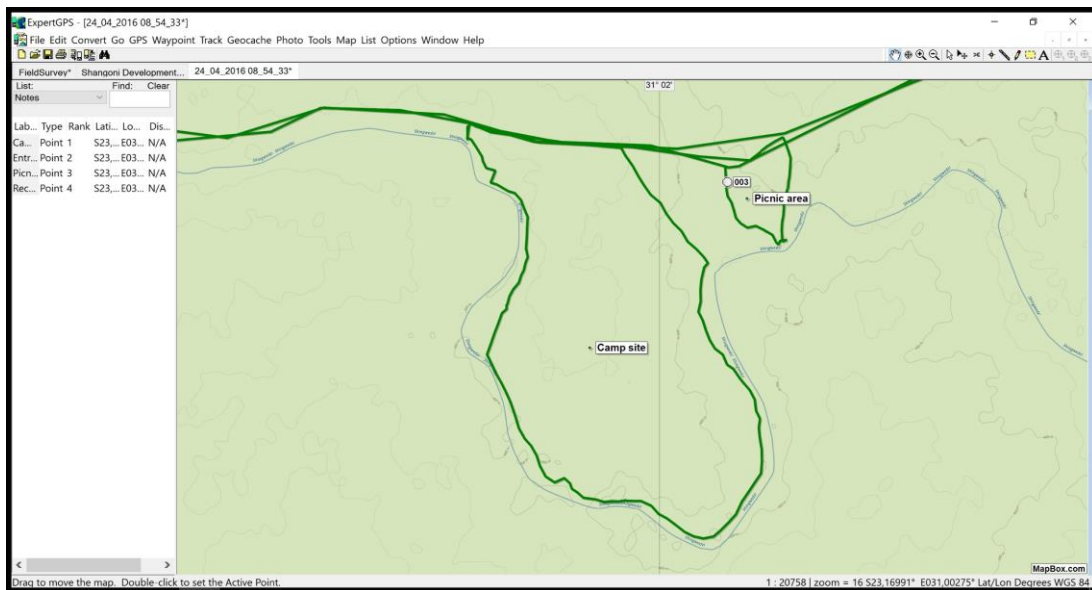 ExpertGPS - [24_04_2016 08_54_33*]
File Edit Convert Go GPS Waypoint Track Geocache Photo Tools Map List Options Window Help
FieldSurvey* Shangoni Development... 24_04_2016 08_54_33*
List: Find: Clear
Notes
Lab... Type Rank Lati... Lo... Dis...
Ca... Point 1 S23,... E03... N/A
Entr... Point 2 S23,... E03... N/A
Picn... Point 3 S23,... E03... N/A
Rec... Point 4 S23,... E03... N/A
31° 02'
003
Picnic area
Camp site
MapBox.com
Drag to move the map. Double-click to set the Active Point.
1 : 20758 | zoom = 16 S23,16991° E031,00275° Lat/Lon Degrees WGS 84